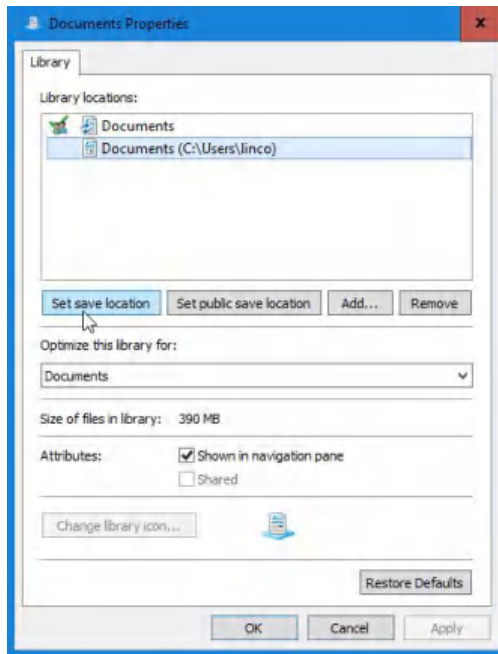 Documents Properties
Library
Library locations:
Documents
Documents (C:\Users\linco)
Set save location Set public save location Add... Remove
Optimize this library for:
Documents
Size of files in library: 390 MB
Attributes: Shown in navigation pane
Shared
Change library icon...
Restore Defaults
OK Cancel Apply